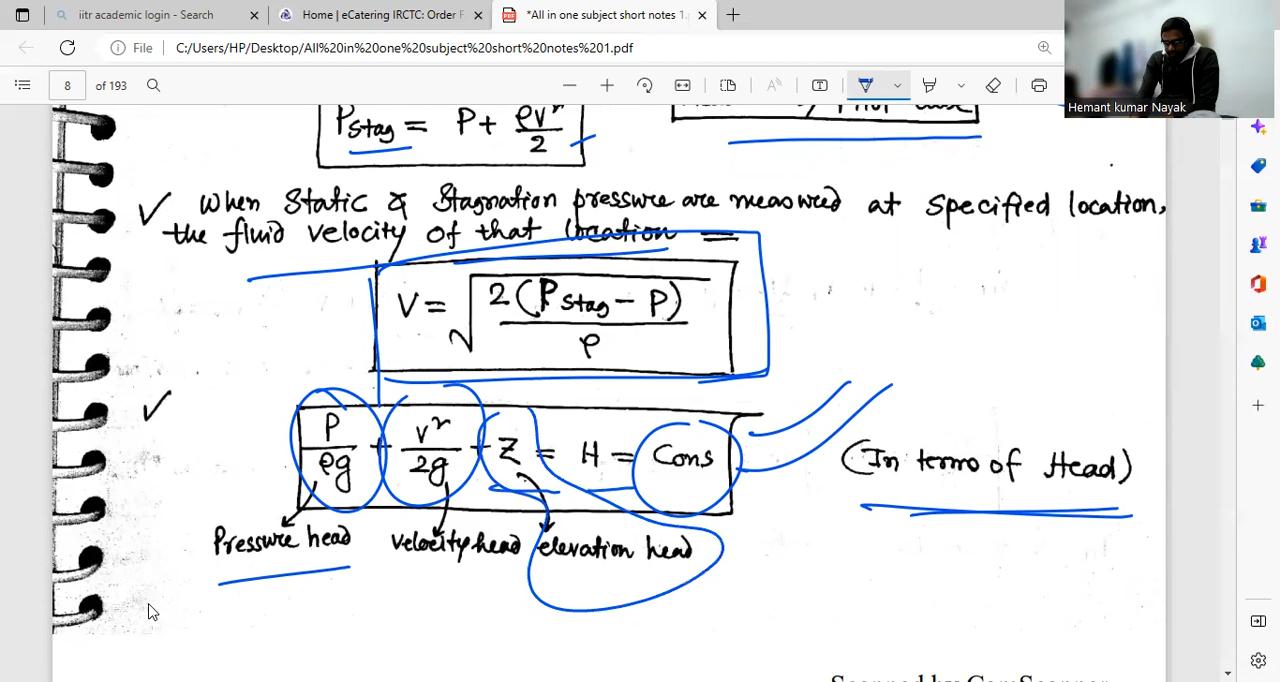 iitr academic login - Search
Home | eCatering IRCTC: Order F
*All in one subject short notes 1.p
File
C:/Users/HP/Desktop/All%20in%20one%20subject%20short%20notes%201.pdf
8 of 193
Hemant kumar Nayak
Pstag = P + ρv²/2
When Static & Stagnation pressure are measured at specified location,
the fluid velocity of that location =
V = √(2(Pstag − P)/ρ)
P/ρg + v²/2g + Z = H = Cons
(In terms of Head)
Pressure head velocity head elevation head